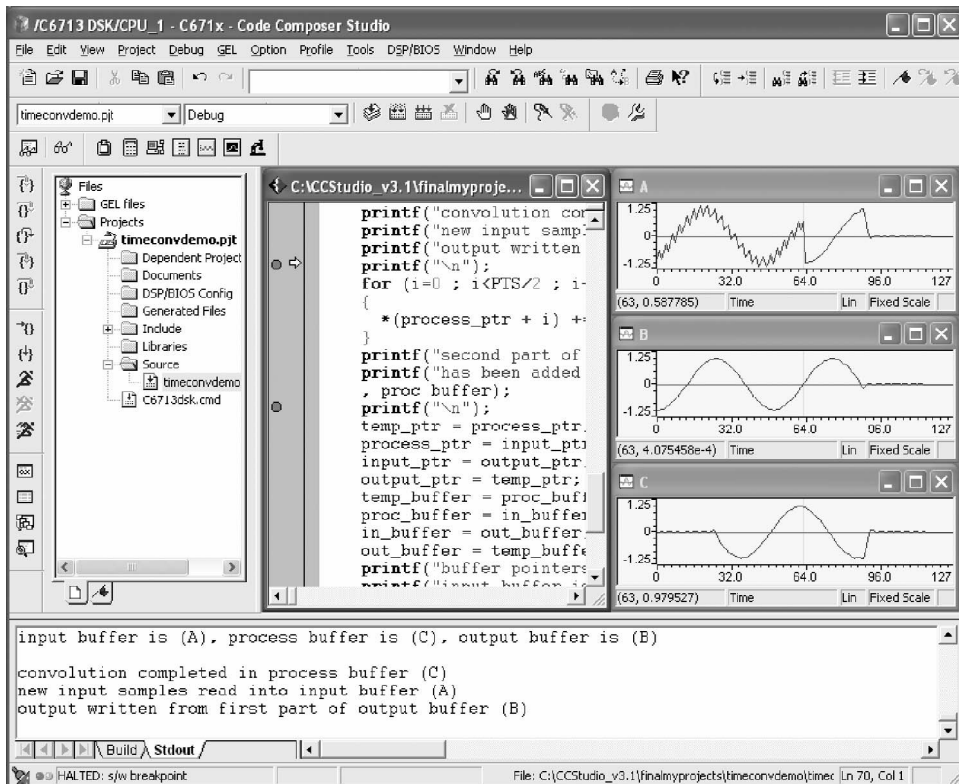 /C6713 DSK/CPU_1 - C671x - Code Composer Studio
File Edit View Project Debug GEL Option Profile Tools DSP/BIOS Window Help
timeconvdemo.pjt Debug
Files
GEL files
Projects
timeconvdemo.pjt
Dependent Project
Documents
DSP/BIOS Config
Generated Files
Include
Libraries
Source
timeconvdemo
C6713dsk.cmd
C:\CCStudio_v3.1\finalmyproje...
printf("convolution con
printf("new input samp
printf("output written
printf("\n");
for (i=0 ; i<PTS/2 ; i
{
*(process_ptr + i) +=
}
printf("second part of
printf("has been added
, proc_buffer);
printf("\n");
temp_ptr = process_ptr
process_ptr = input_ptr
input_ptr = output_ptr
output_ptr = temp_ptr;
temp_buffer = proc_buff
proc_buffer = in_buffer
in_buffer = out_buffer
out_buffer = temp_buffe
printf("buffer pointers
printf("input buffer is
A
1.25
0
-1.25
0 32.0 64.0 96.0 127
(63, 0.587785) Time Lin Fixed Scale
B
1.25
0
-1.25
0 32.0 64.0 96.0 127
(63, 4.075458e-4) Time Lin Fixed Scale
C
1.25
0
-1.25
0 32.0 64.0 96.0 127
(63, 0.979527) Time Lin Fixed Scale
input buffer is (A), process buffer is (C), output buffer is (B)
convolution completed in process buffer (C)
new input samples read into input buffer (A)
output written from first part of output buffer (B)
Build Stdout
HALTED: s/w breakpoint File: C:\CCStudio_v3.1\finalmyprojects\timeconvdemo\timec Ln 70, Col 1